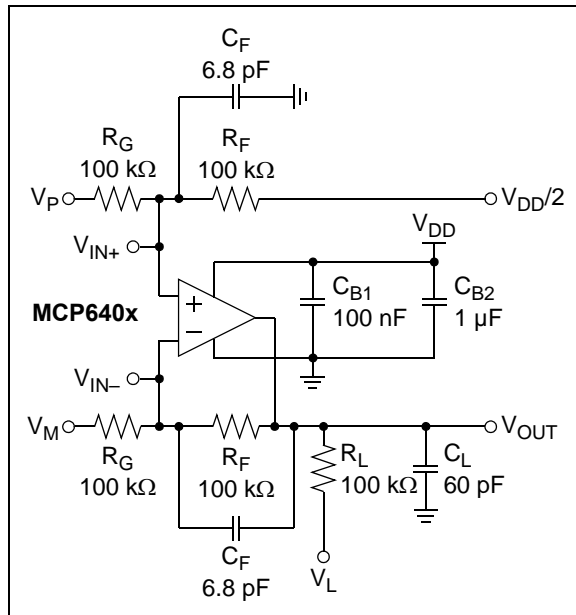 C_F
6.8 pF
R_G
100 kΩ
R_F
100 kΩ
V_P
V_DD/2
V_IN+
V_DD
MCP640x
+
–
C_B1
100 nF
C_B2
1 µF
V_IN–
V_M
V_OUT
R_G
100 kΩ
R_F
100 kΩ
R_L
100 kΩ
C_L
60 pF
C_F
6.8 pF
V_L